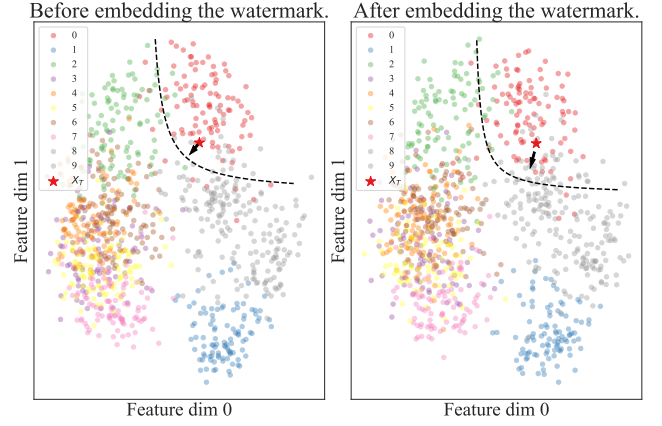 Before embedding the watermark.
0
1
2
3
4
5
6
7
8
9
X_T
Feature dim 1
Feature dim 0
After embedding the watermark.
0
1
2
3
4
5
6
7
8
9
X_T
Feature dim 1
Feature dim 0